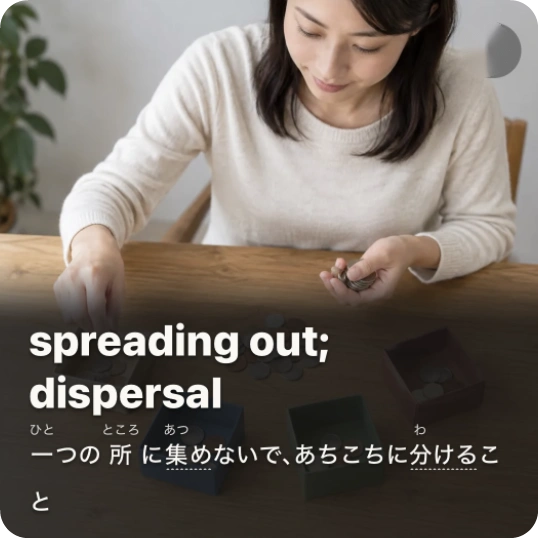 spreading out;
dispersal
ひと ところ あつ わ
一つの所に集めないで、あちこちに分けるこ
と